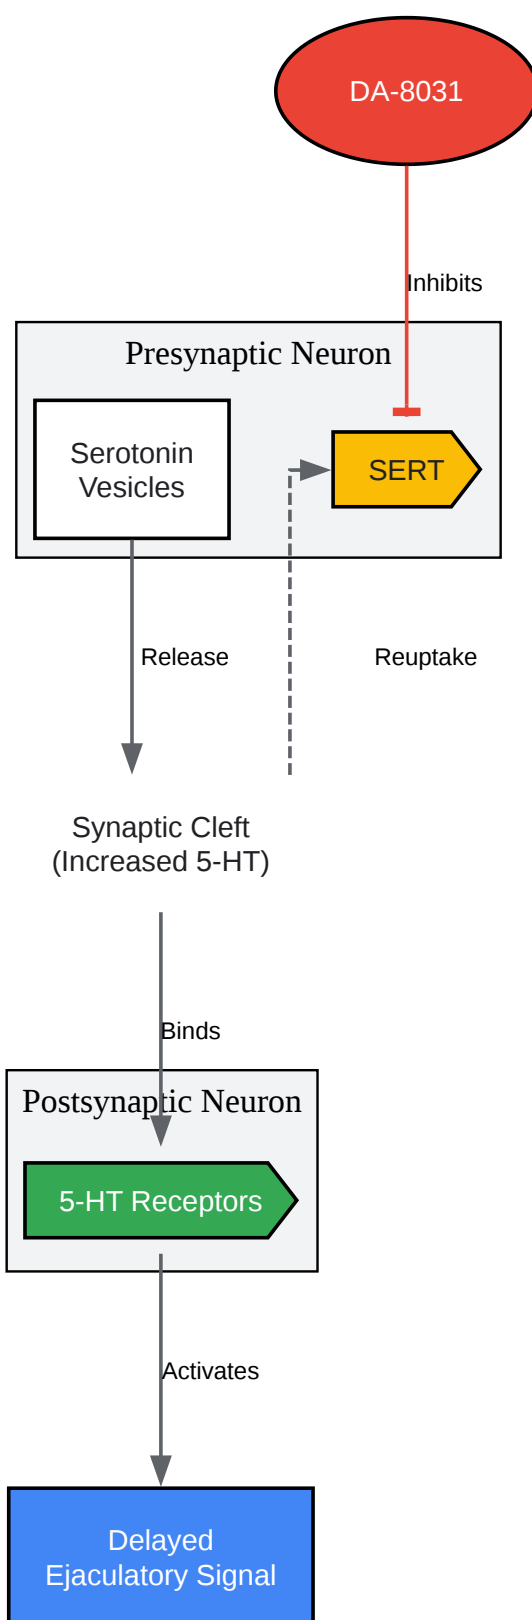 DA-8031
Inhibits
Presynaptic Neuron
Serotonin
Vesicles
SERT
Release
Reuptake
Synaptic Cleft
(Increased 5-HT)
Binds
Postsynaptic Neuron
5-HT Receptors
Activates
Delayed
Ejaculatory Signal